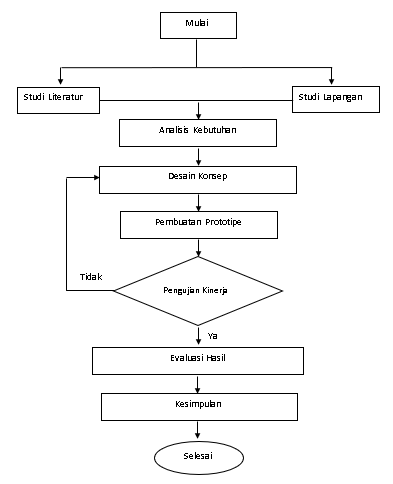 Mulai
Studi Literatur
Studi Lapangan
Analisis Kebutuhan
Desain Konsep
Pembuatan Prototipe
Tidak
Pengujian Kinerja
Ya
Evaluasi Hasil
Kesimpulan
Selesai